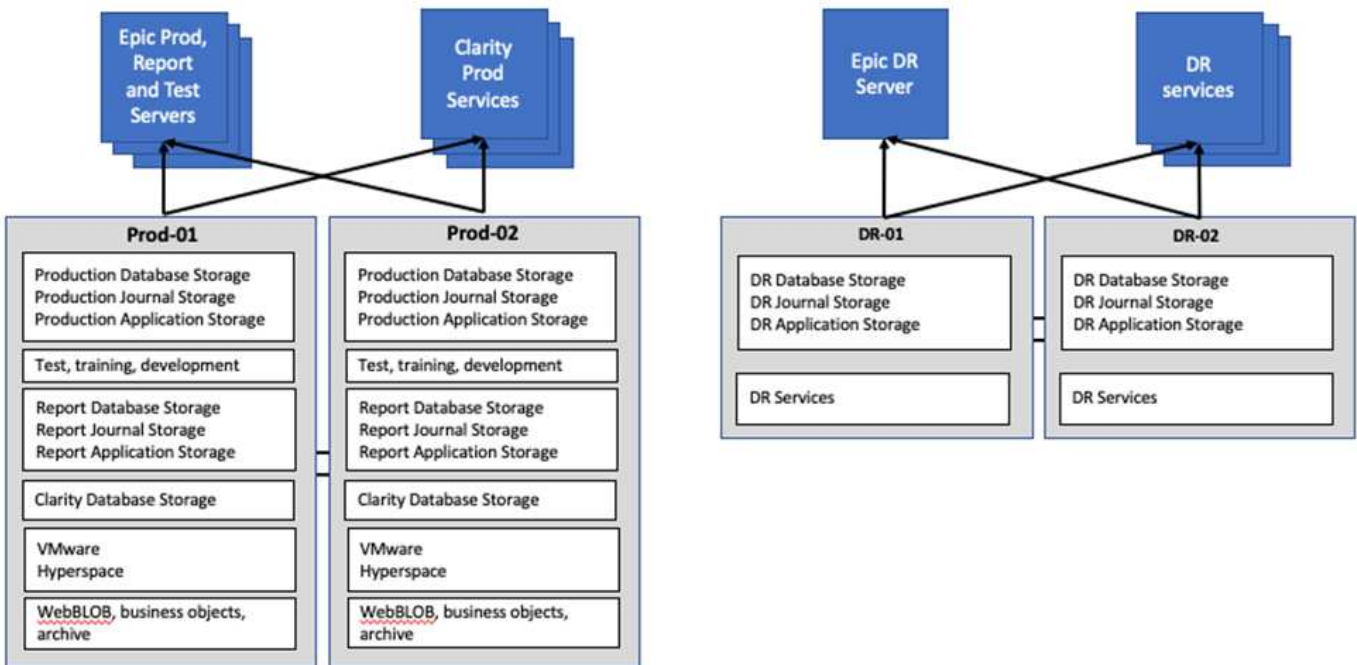 Epic Prod,
Report
and Test
Servers
Clarity
Prod
Services
Epic DR
Server
DR
services
Prod-01
Production Database Storage
Production Journal Storage
Production Application Storage
Test, training, development
Report Database Storage
Report Journal Storage
Report Application Storage
Clarity Database Storage
VMware
Hyperspace
WebBLOB, business objects,
archive
Prod-02
Production Database Storage
Production Journal Storage
Production Application Storage
Test, training, development
Report Database Storage
Report Journal Storage
Report Application Storage
Clarity Database Storage
VMware
Hyperspace
WebBLOB, business objects,
archive
DR-01
DR Database Storage
DR Journal Storage
DR Application Storage
DR Services
DR-02
DR Database Storage
DR Journal Storage
DR Application Storage
DR Services